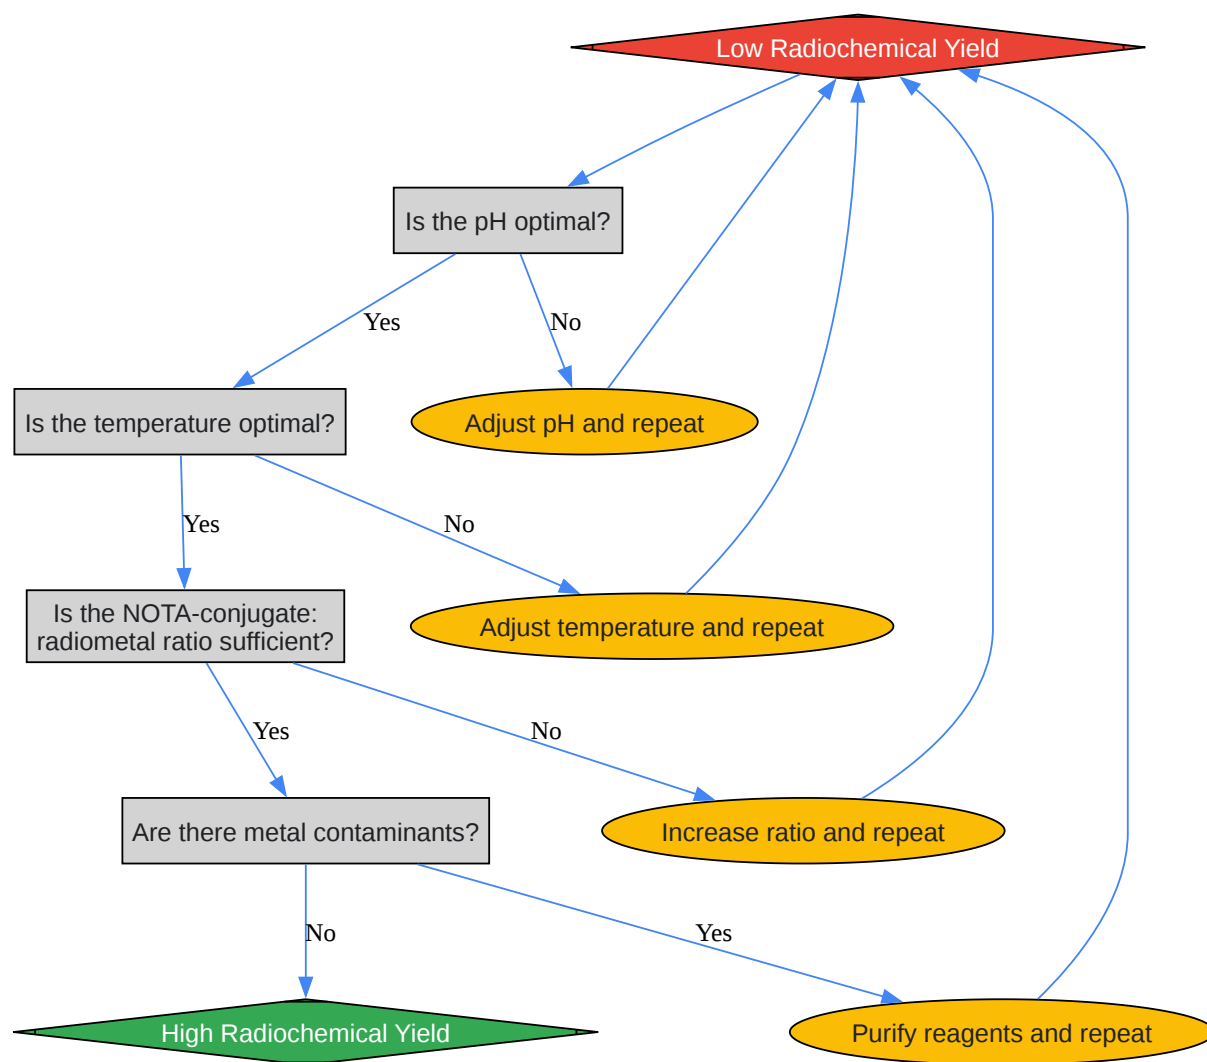 Low Radiochemical Yield
Is the pH optimal?
Yes
No
Is the temperature optimal?
Adjust pH and repeat
Yes
No
Is the NOTA-conjugate:
radiometal ratio sufficient?
Adjust temperature and repeat
Yes
No
Are there metal contaminants?
Increase ratio and repeat
No
Yes
High Radiochemical Yield
Purify reagents and repeat